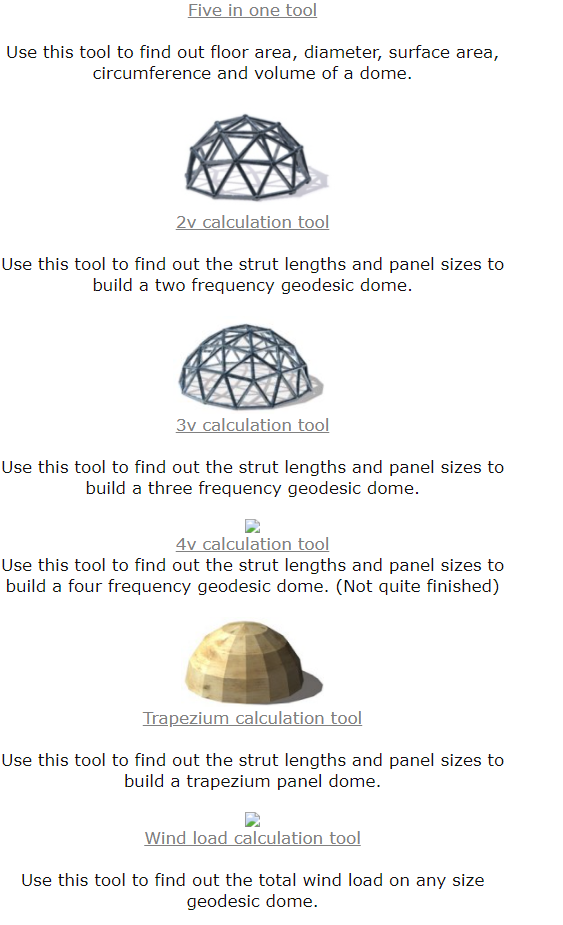 Five in one tool
Use this tool to find out floor area, diameter, surface area,
circumference and volume of a dome.
2v calculation tool
Use this tool to find out the strut lengths and panel sizes to
build a two frequency geodesic dome.
3v calculation tool
Use this tool to find out the strut lengths and panel sizes to
build a three frequency geodesic dome.
4v calculation tool
Use this tool to find out the strut lengths and panel sizes to
build a four frequency geodesic dome. (Not quite finished)
Trapezium calculation tool
Use this tool to find out the strut lengths and panel sizes to
build a trapezium panel dome.
Wind load calculation tool
Use this tool to find out the total wind load on any size
geodesic dome.